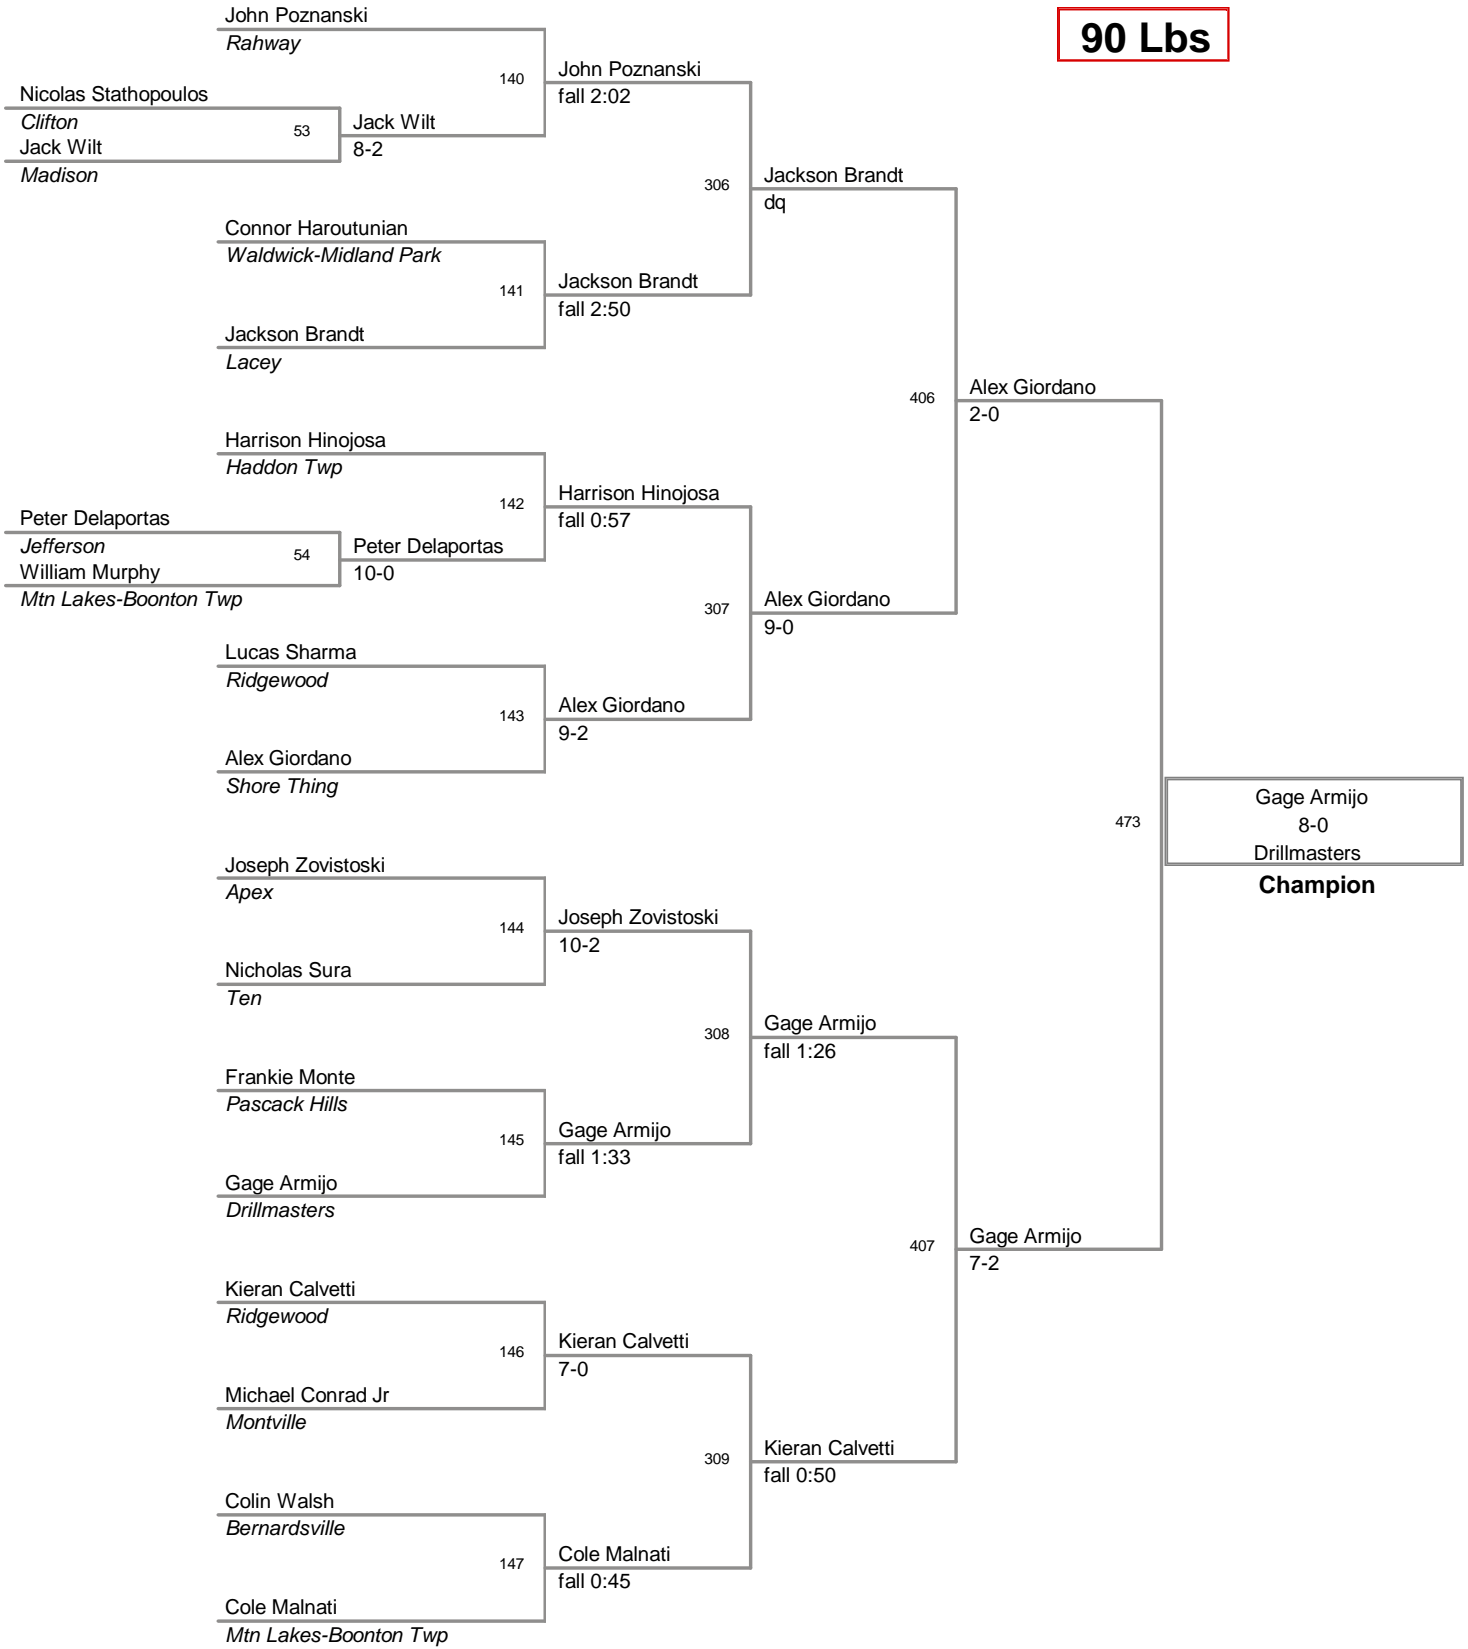 John Poznanski
90 Lbs
Rahway
John Poznanski
140
fall 2:02
Nicolas Stathopoulos
Clifton
53
Jack Wilt
Jack Wilt
8-2
Madison
Jackson Brandt
306
dq
Connor Haroutunian
Waldwick-Midland Park
Jackson Brandt
141
fall 2:50
Jackson Brandt
Lacey
Alex Giordano
406
2-0
Harrison Hinojosa
Haddon Twp
Harrison Hinojosa
142
fall 0:57
Peter Delaportas
Jefferson
54
Peter Delaportas
William Murphy
10-0
Mtn Lakes-Boonton Twp
Alex Giordano
307
9-0
Lucas Sharma
Ridgewood
Alex Giordano
143
9-2
Alex Giordano
Shore Thing
Gage Armijo
473
8-0
Drillmasters
Champion
Joseph Zovistoski
Apex
Joseph Zovistoski
144
10-2
Nicholas Sura
Ten
Gage Armijo
308
fall 1:26
Frankie Monte
Pascack Hills
Gage Armijo
145
fall 1:33
Gage Armijo
Drillmasters
Gage Armijo
407
7-2
Kieran Calvetti
Ridgewood
Kieran Calvetti
146
7-0
Michael Conrad Jr
Montville
Kieran Calvetti
309
fall 0:50
Colin Walsh
Bernardsville
Cole Malnati
147
fall 0:45
Cole Malnati
Mtn Lakes-Boonton Twp